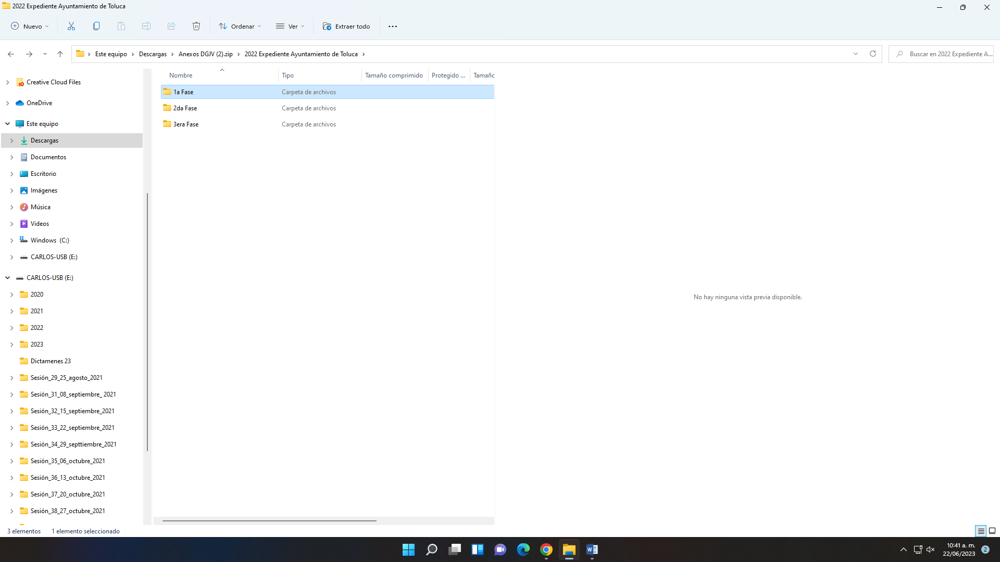 2022 Expediente Ayuntamiento de Toluca
Nuevo
Ordenar
Ver
Extraer todo
Este equipo > Descargas > Anexos DGJV (2).zip > 2022 Expediente Ayuntamiento de Toluca >
Buscar en 2022 Expediente A...
Creative Cloud Files
OneDrive
Este equipo
Descargas
Documentos
Escritorio
Imágenes
Música
Videos
Windows (C:)
CARLOS-USB (E:)
CARLOS-USB (E:)
2020
2021
2022
2023
Dictamenes 23
Sesión_29_25_agosto_2021
Sesión_31_08_septiembre_ 2021
Sesión_32_15_septiembre_2021
Sesión_33_22_septiembre_2021
Sesión_34_29_septtiembre_2021
Sesión_35_06_octubre_2021
Sesión_36_13_octubre_2021
Sesión_37_20_octubre_2021
Sesión_38_27_octubre_2021
Nombre Tipo Tamaño comprimido Protegido ... Tamaño
1a Fase Carpeta de archivos
2da Fase Carpeta de archivos
3era Fase Carpeta de archivos
No hay ninguna vista previa disponible.
3 elementos 1 elemento seleccionado
10:41 a. m.
22/06/2023
2